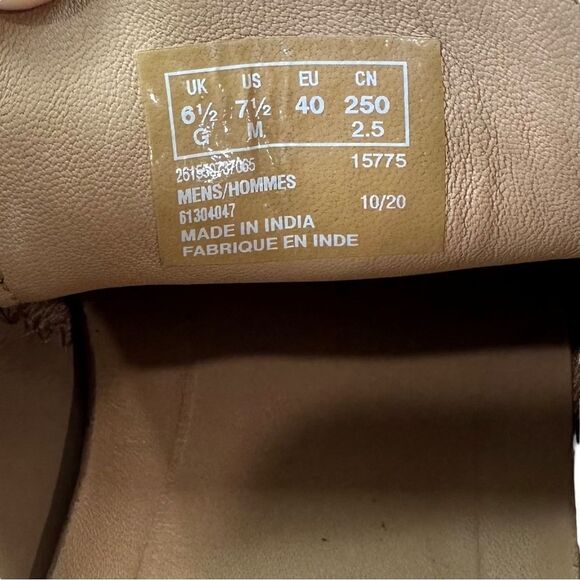 UK US EU CN
6½ 7½ 40 250
G M 2.5
15775
MENS/HOMMES
61304047 10/20
MADE IN INDIA
FABRIQUE EN INDE